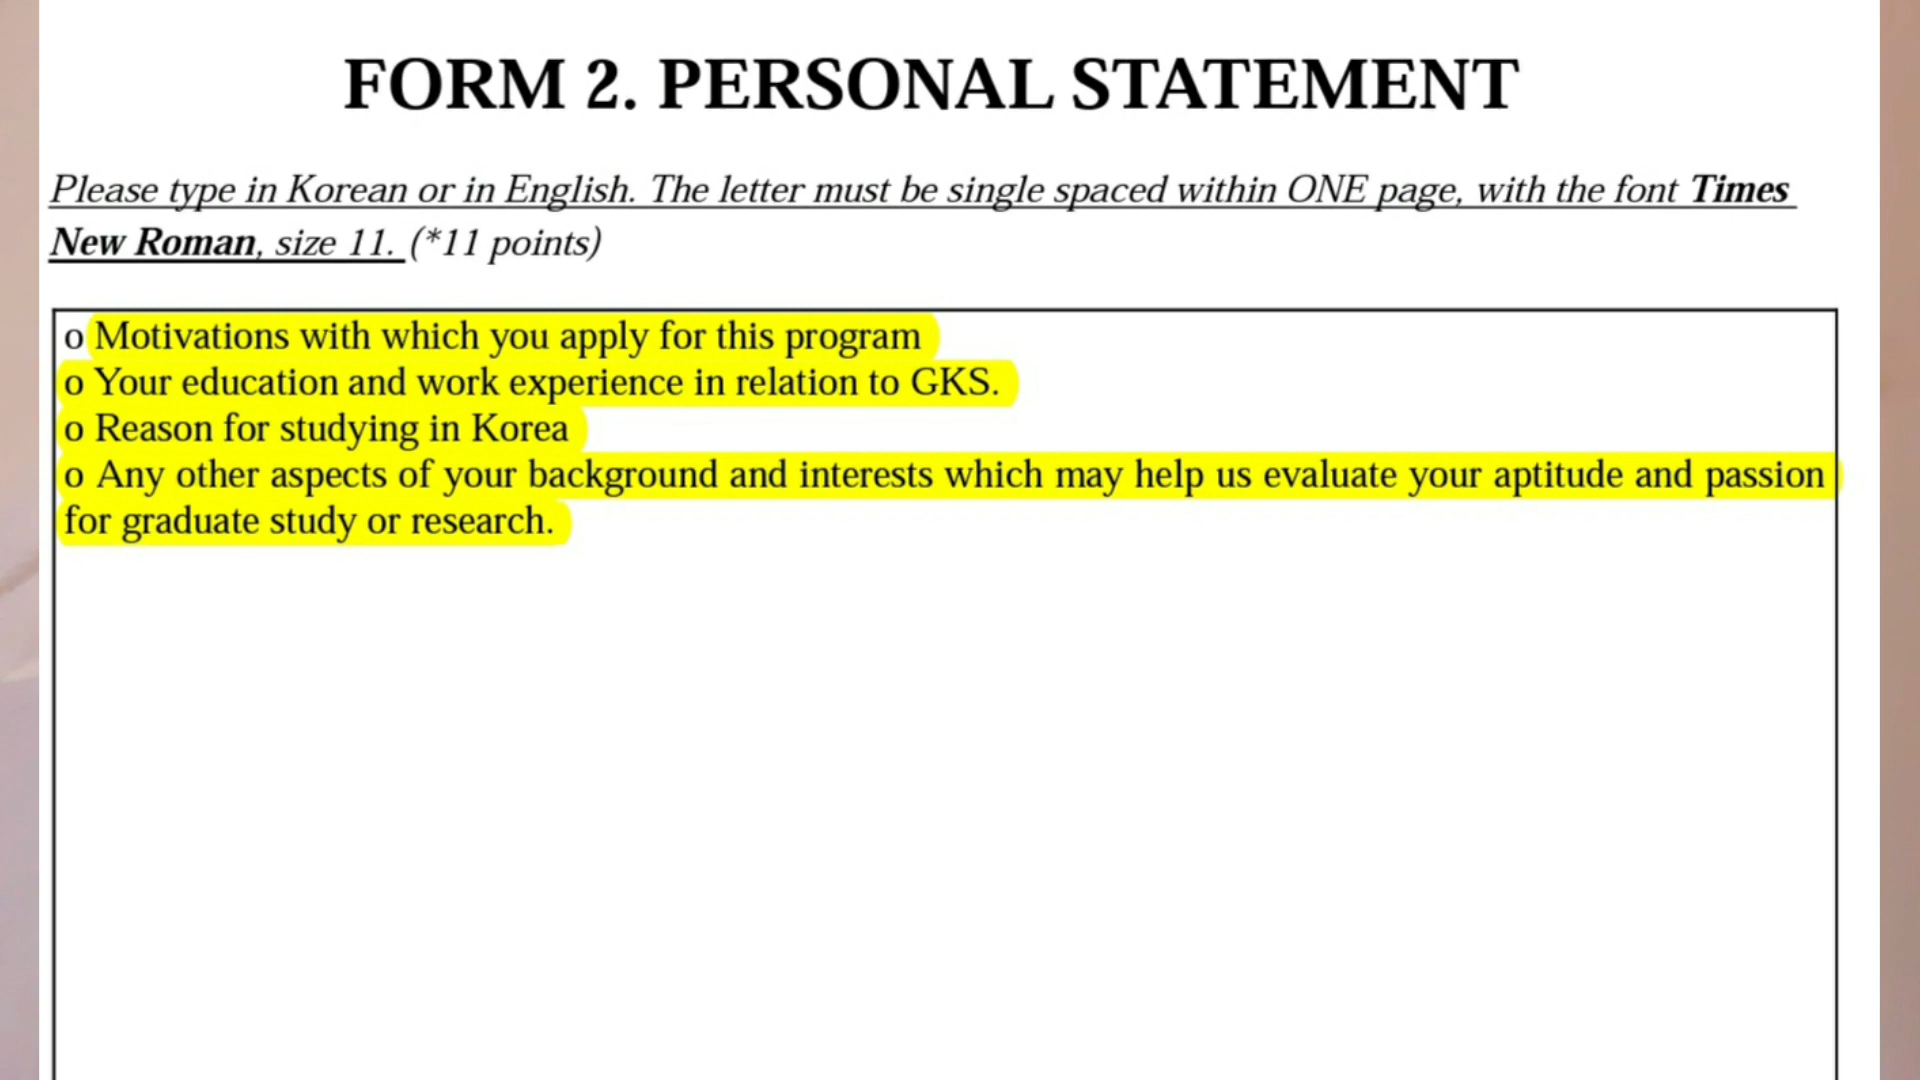 FORM 2. PERSONAL STATEMENT
Please type in Korean or in English. The letter must be single spaced within ONE page, with the font Times
New Roman, size 11. (*11 points)
o Motivations with which you apply for this program
o Your education and work experience in relation to GKS.
o Reason for studying in Korea
o Any other aspects of your background and interests which may help us evaluate your aptitude and passion
for graduate study or research.